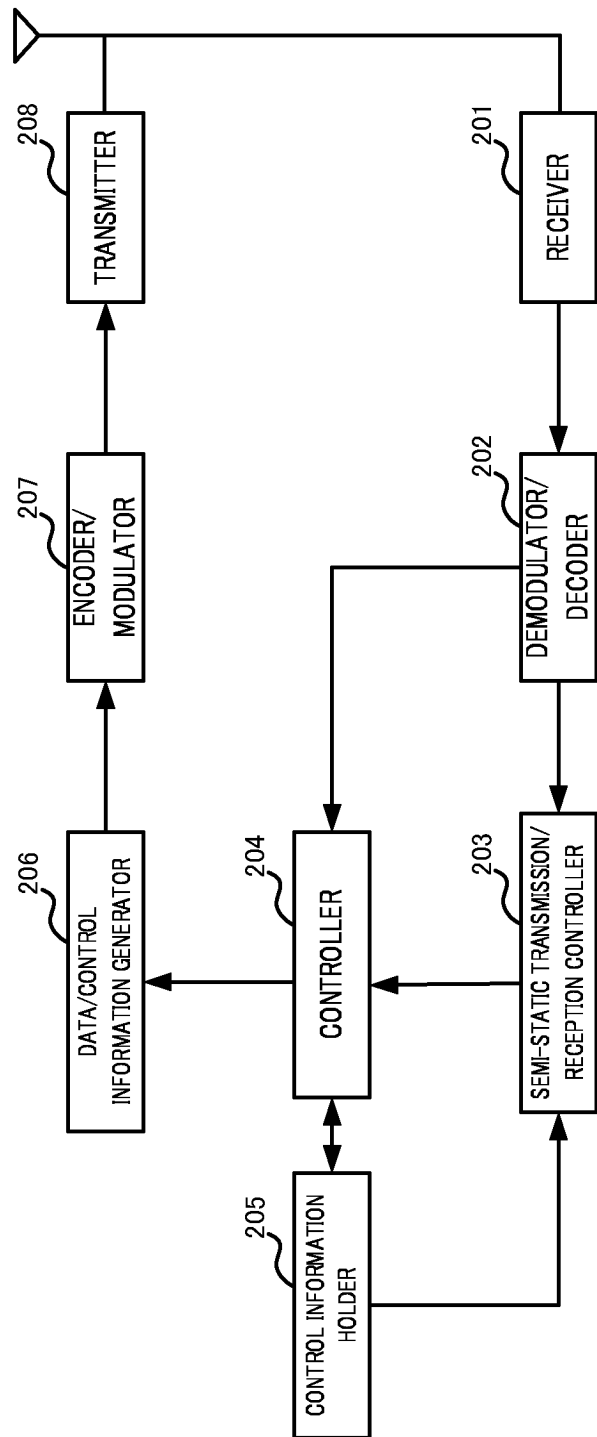 208
TRANSMITTER
207
ENCODER/
MODULATOR
206
DATA/CONTROL
INFORMATION GENERATOR
205
CONTROL INFORMATION
HOLDER
204
CONTROLLER
203
SEMI-STATIC TRANSMISSION/
RECEPTION CONTROLLER
202
DEMODULATOR/
DECODER
201
RECEIVER